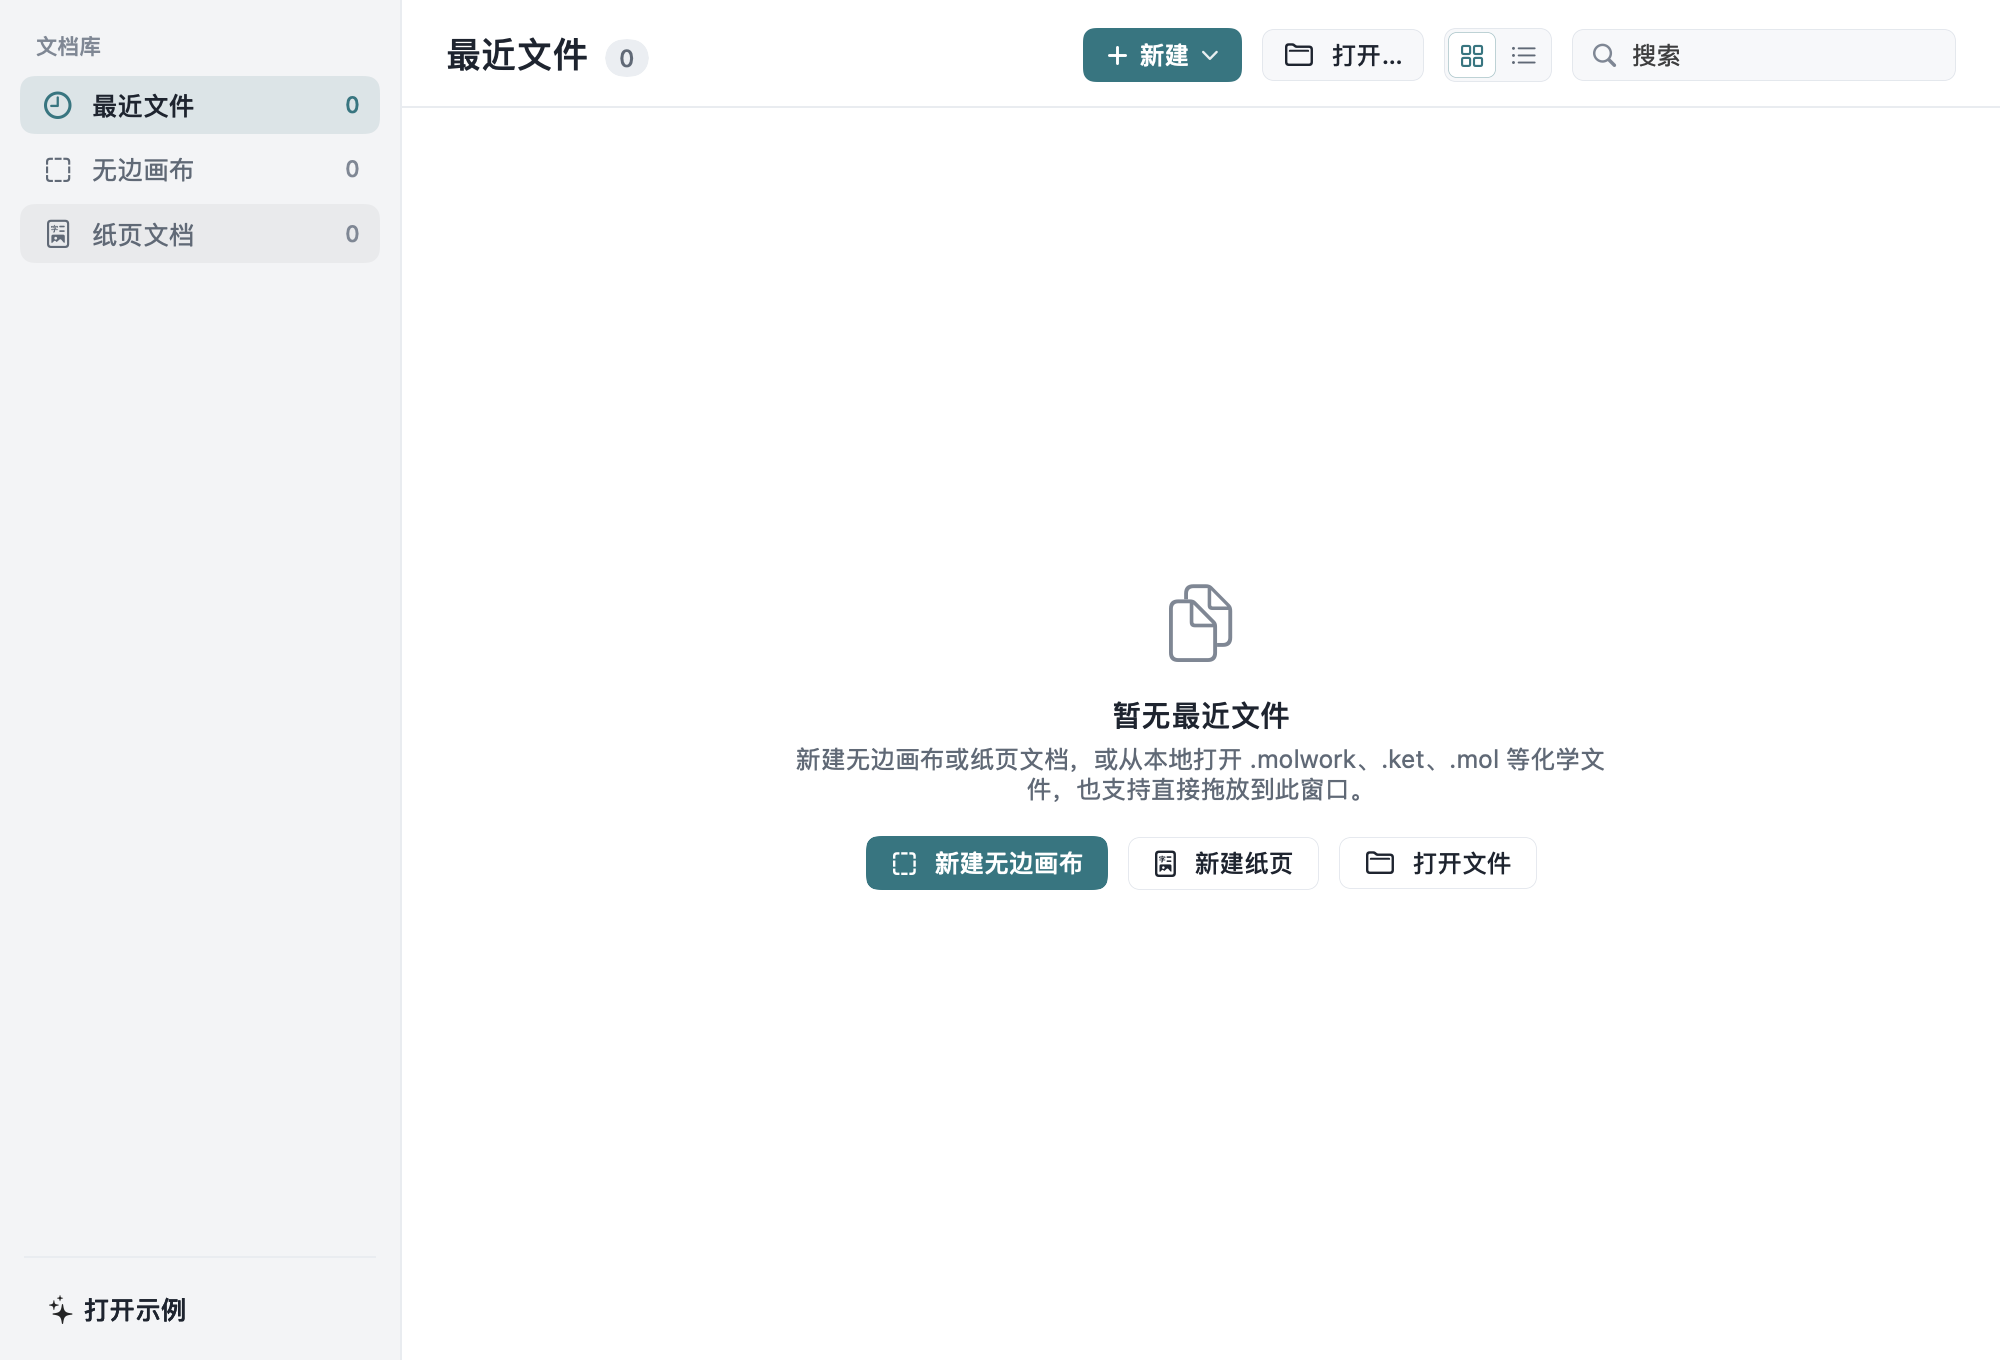 文档库
最近文件 0
无边画布 0
纸页文档 0
打开示例
最近文件 0
新建
打开...
搜索
暂无最近文件
新建无边画布或纸页文档，或从本地打开 .molwork、.ket、.mol 等化学文
件，也支持直接拖放到此窗口。
新建无边画布
新建纸页
打开文件